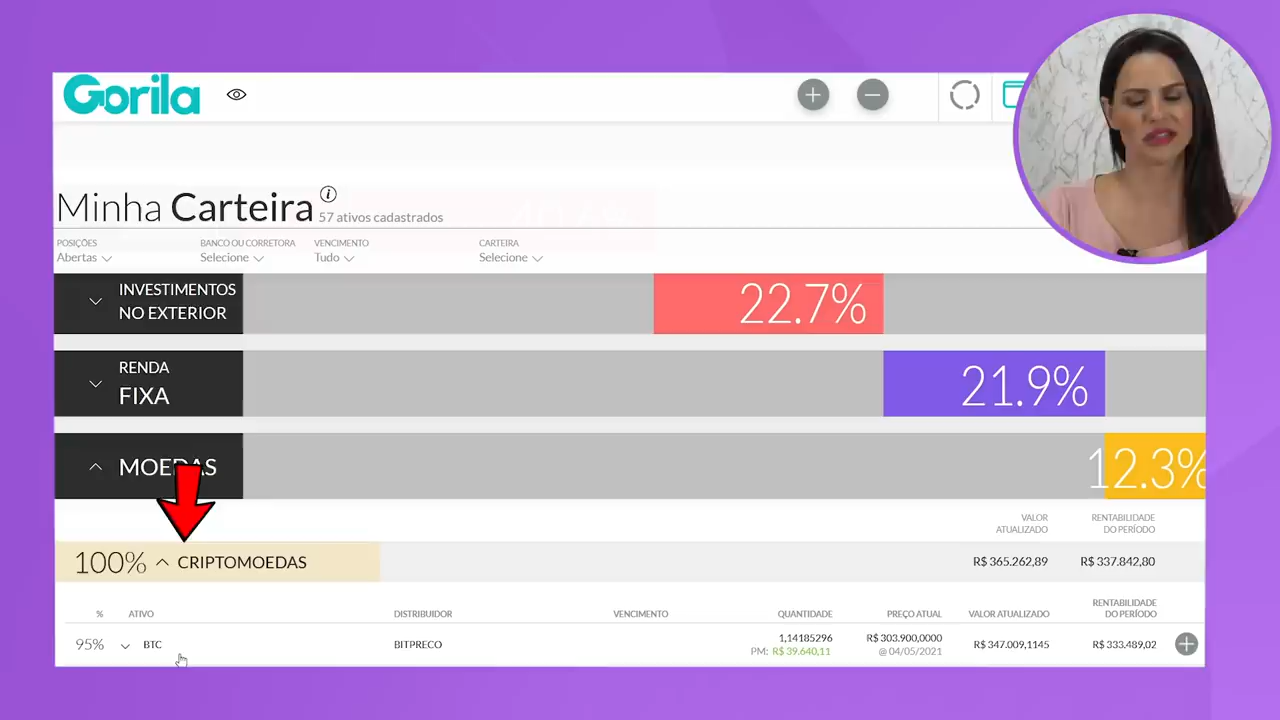 Gorila
Minha Carteira
57 ativos cadastrados
POSIÇÕES BANCO OU CORRETORA VENCIMENTO CARTEIRA
Abertas Selecione Tudo Selecione
INVESTIMENTOS
NO EXTERIOR
22.7%
RENDA
FIXA
21.9%
MOEDAS
12.3%
VALOR
ATUALIZADO
RENTABILIDADE
DO PERÍODO
100% CRIPTOMOEDAS R$ 365.262,89 R$ 337.842,80
% ATIVO DISTRIBUIDOR VENCIMENTO QUANTIDADE PREÇO ATUAL VALOR ATUALIZADO RENTABILIDADE
DO PERÍODO
95% BTC BITPRECO 1,14185296 R$ 303.900,0000 R$ 347.009,1145 R$ 333.489,02
PM: R$ 39.640,11 @ 04/05/2021